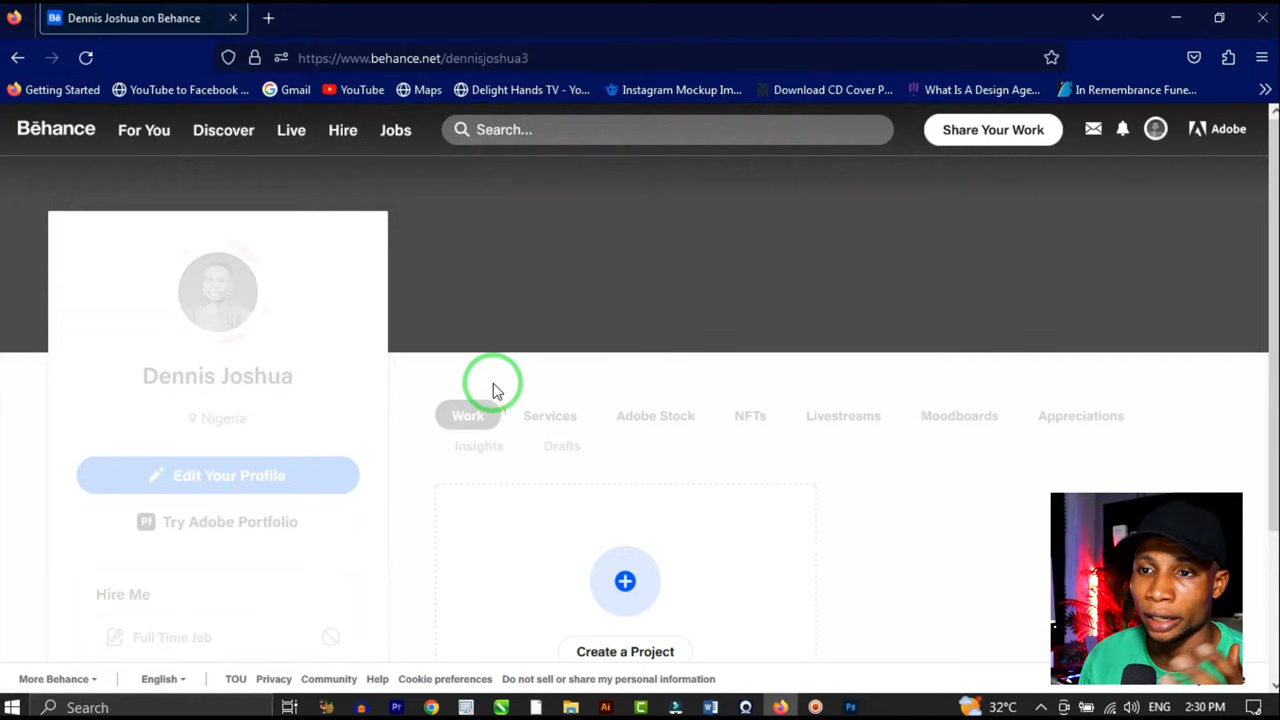 Dennis Joshua on Behance
https://www.behance.net/dennisjoshua3
Getting Started YouTube to Facebook ... Gmail YouTube Maps Delight Hands TV - Yo... Instagram Mockup Im... Download CD Cover P... What Is A Design Age... In Remembrance Fune...
Bēhance For You Discover Live Hire Jobs Search... Share Your Work Adobe
Dennis Joshua
Nigeria
Edit Your Profile
Pf Try Adobe Portfolio
Hire Me
Full Time Job
Work Services Adobe Stock NFTs Livestreams Moodboards Appreciations
Insights Drafts
Create a Project
More Behance English TOU Privacy Community Help Cookie preferences Do not sell or share my personal information
Search 32°C ENG 2:30 PM